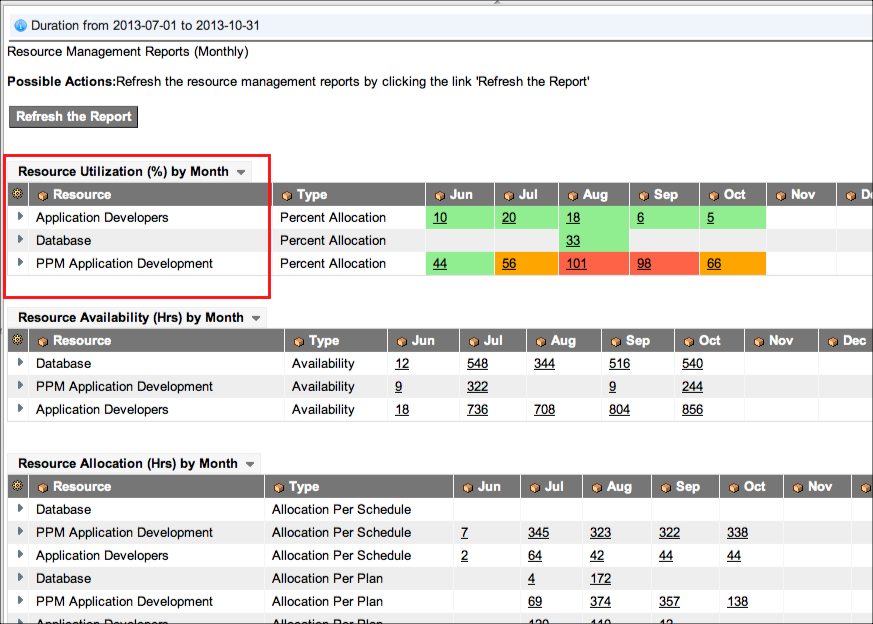 Duration from 2013-07-01 to 2013-10-31
Resource Management Reports (Monthly)
Possible Actions:Refresh the resource management reports by clicking the link 'Refresh the Report'
Refresh the Report
Resource Utilization (%) by Month
Resource Type Jun Jul Aug Sep Oct Nov
Application Developers Percent Allocation 10 20 18 6 5
Database Percent Allocation 33
PPM Application Development Percent Allocation 44 56 101 98 66
Resource Availability (Hrs) by Month
Resource Type Jun Jul Aug Sep Oct Nov Dec
Database Availability 12 548 344 516 540
PPM Application Development Availability 9 322 9 244
Application Developers Availability 18 736 708 804 856
Resource Allocation (Hrs) by Month
Resource Type Jun Jul Aug Sep Oct Nov
Database Allocation Per Schedule
PPM Application Development Allocation Per Schedule 7 345 323 322 338
Application Developers Allocation Per Schedule 2 64 42 44 44
Database Allocation Per Plan 4 172
PPM Application Development Allocation Per Plan 69 374 357 138
Application Developers Allocation Per Plan